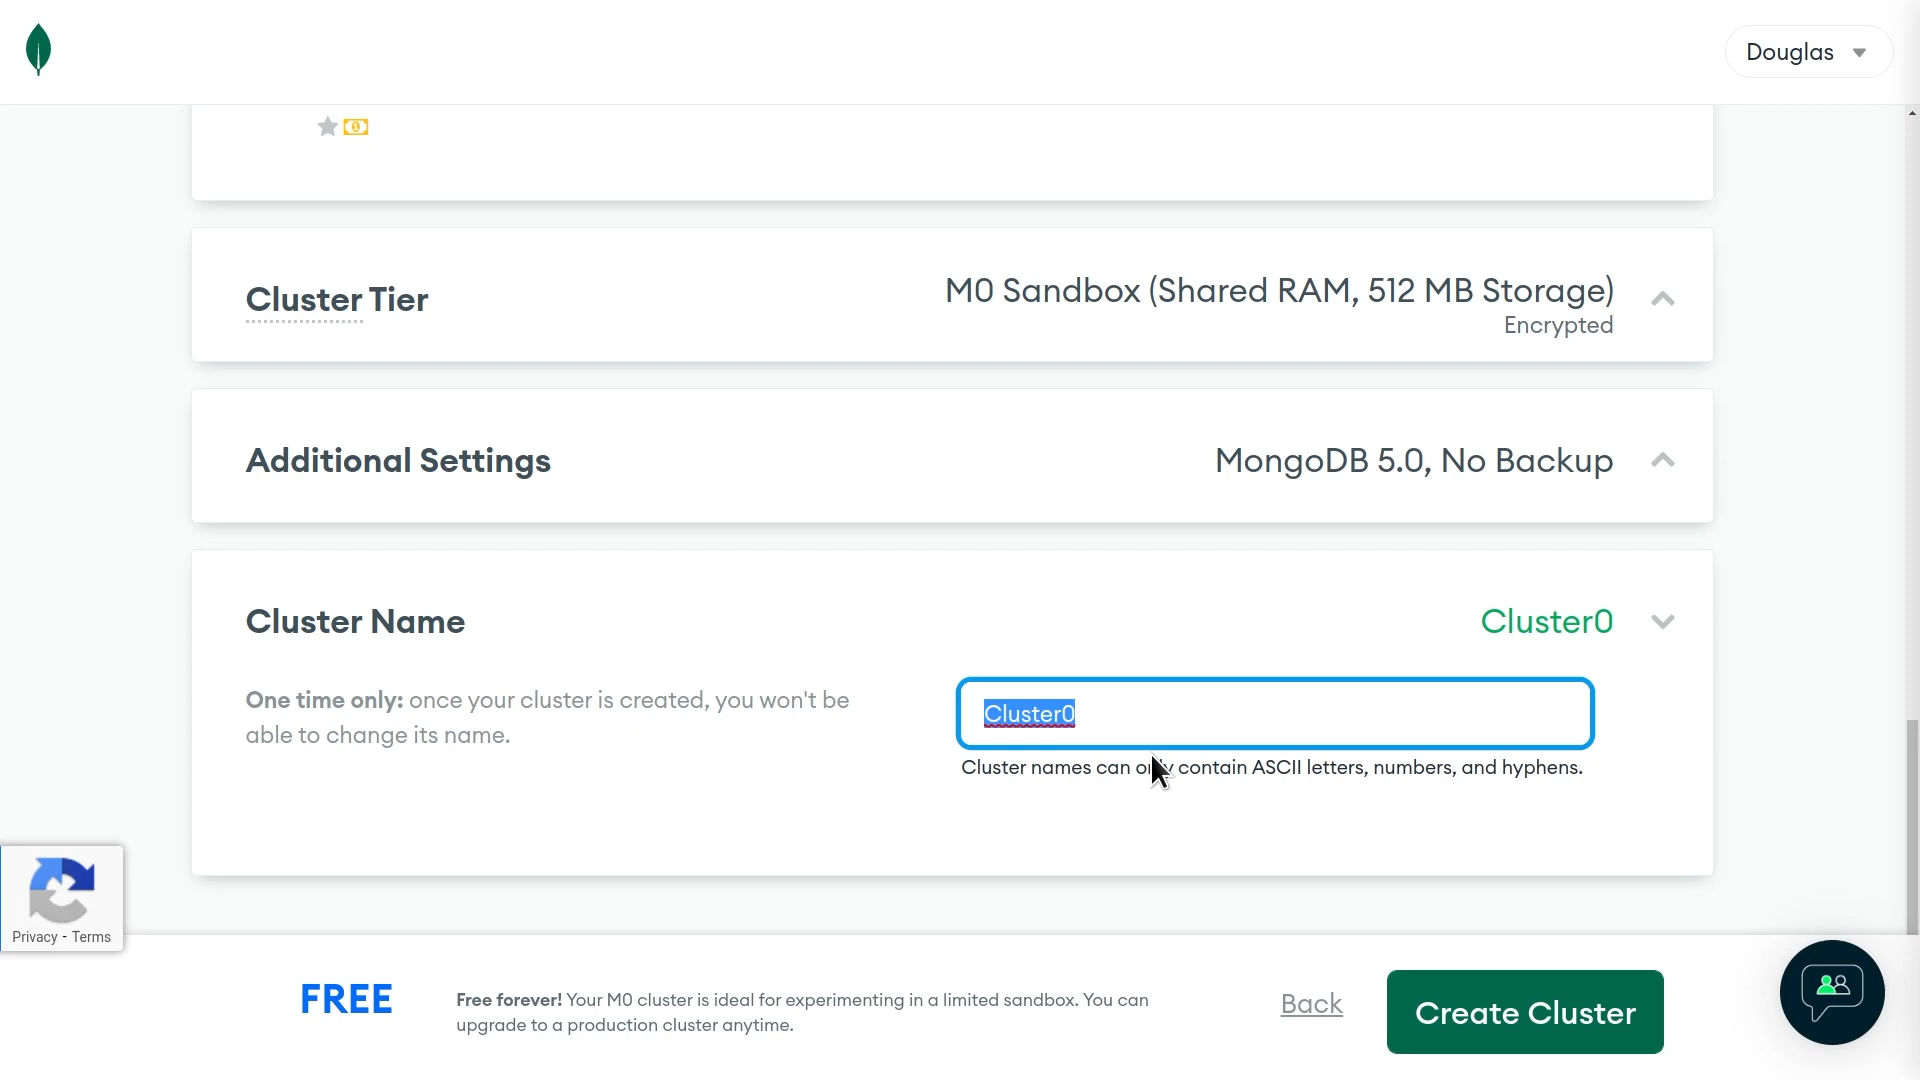 Douglas
Cluster Tier
M0 Sandbox (Shared RAM, 512 MB Storage)
Encrypted
Additional Settings
MongoDB 5.0, No Backup
Cluster Name
Cluster0
One time only: once your cluster is created, you won't be
able to change its name.
Cluster0
Cluster names can only contain ASCII letters, numbers, and hyphens.
Privacy - Terms
FREE
Free forever! Your M0 cluster is ideal for experimenting in a limited sandbox. You can
upgrade to a production cluster anytime.
Back
Create Cluster